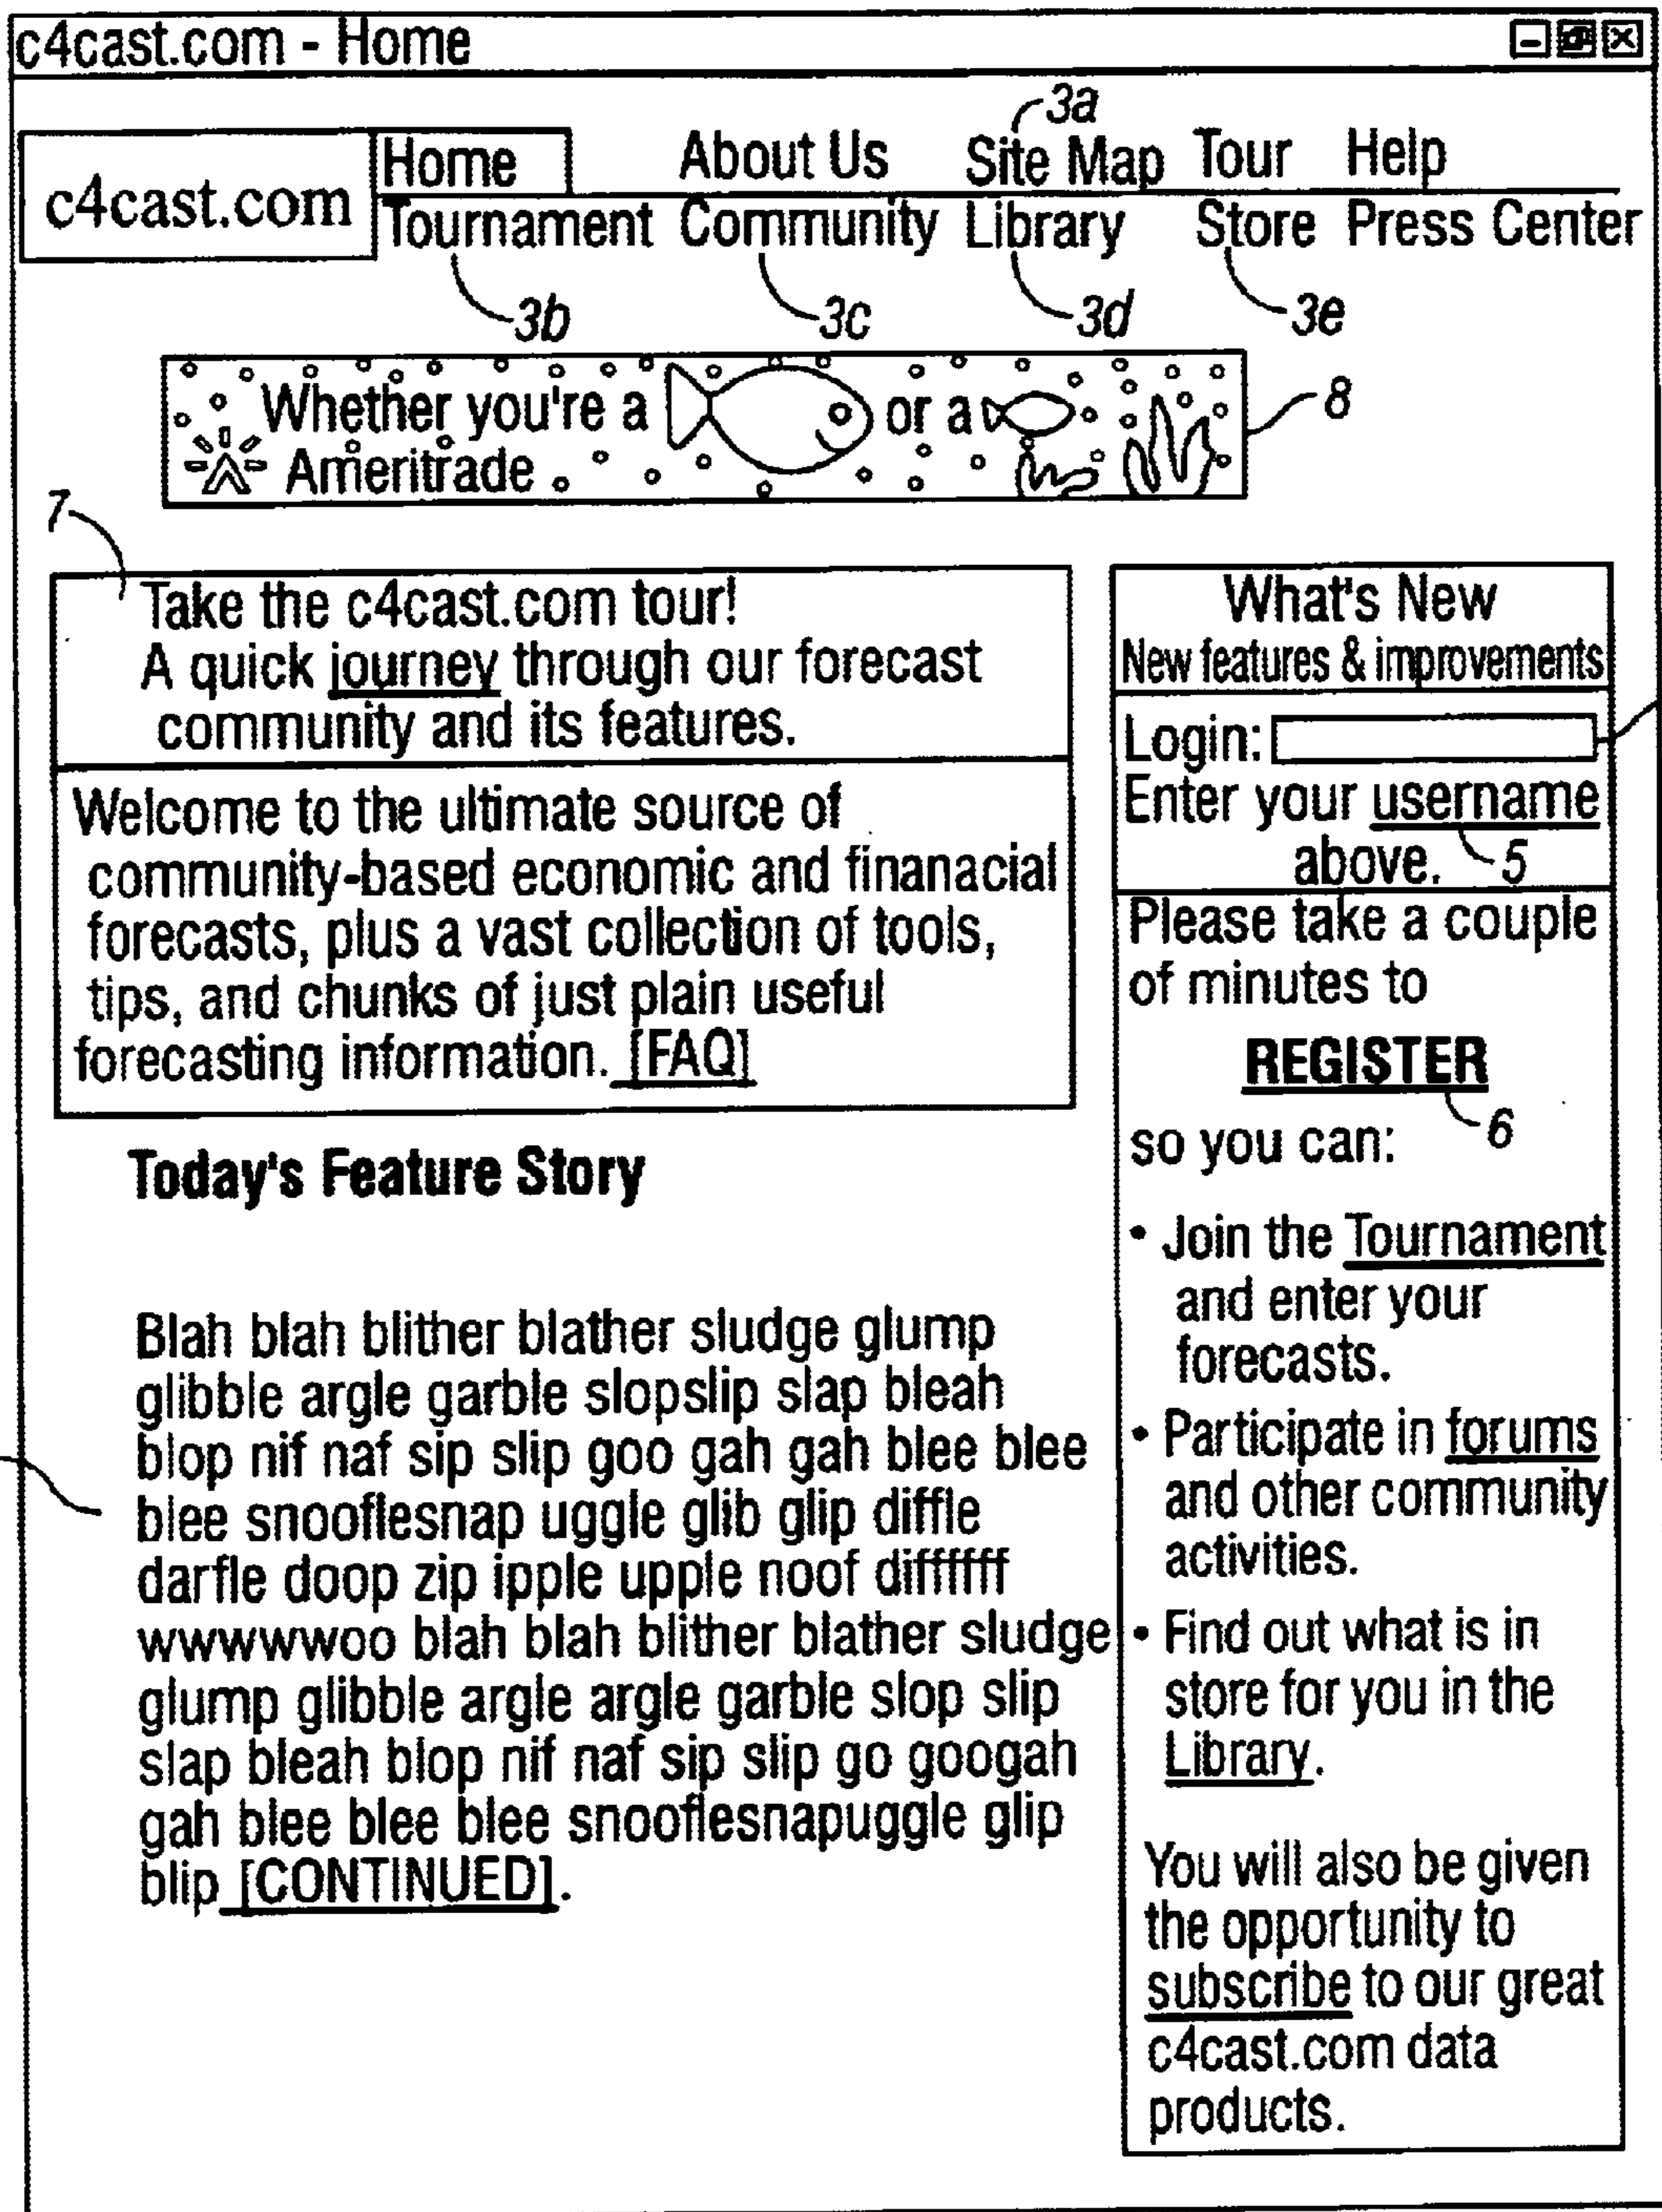 c4cast.com - Home
3a
c4cast.com
Home About Us Site Map Tour Help
Tournament Community Library Store Press Center
3b 3c 3d 3e
Whether you're a or a
Ameritrade
8
7
Take the c4cast.com tour!
A quick journey through our forecast
community and its features.
Welcome to the ultimate source of
community-based economic and finanacial
forecasts, plus a vast collection of tools,
tips, and chunks of just plain useful
forecasting information. [FAQ]
Today's Feature Story
Blah blah blither blather sludge glump
glibble argle garble slopslip slap bleah
blop nif naf sip slip goo gah gah blee blee
blee snooflesnap uggle glib glip diffle
darfle doop zip ipple upple noof diffffff
wwwwwoo blah blah blither blather sludge
glump glibble argle argle garble slop slip
slap bleah blop nif naf sip slip go googah
gah blee blee blee snooflesnapuggle glip
blip [CONTINUED].
What's New
New features & improvements
Login:
Enter your username
above. 5
Please take a couple
of minutes to
REGISTER
6
so you can:
• Join the Tournament
and enter your
forecasts.
• Participate in forums
and other community
activities.
• Find out what is in
store for you in the
Library.
You will also be given
the opportunity to
subscribe to our great
c4cast.com data
products.